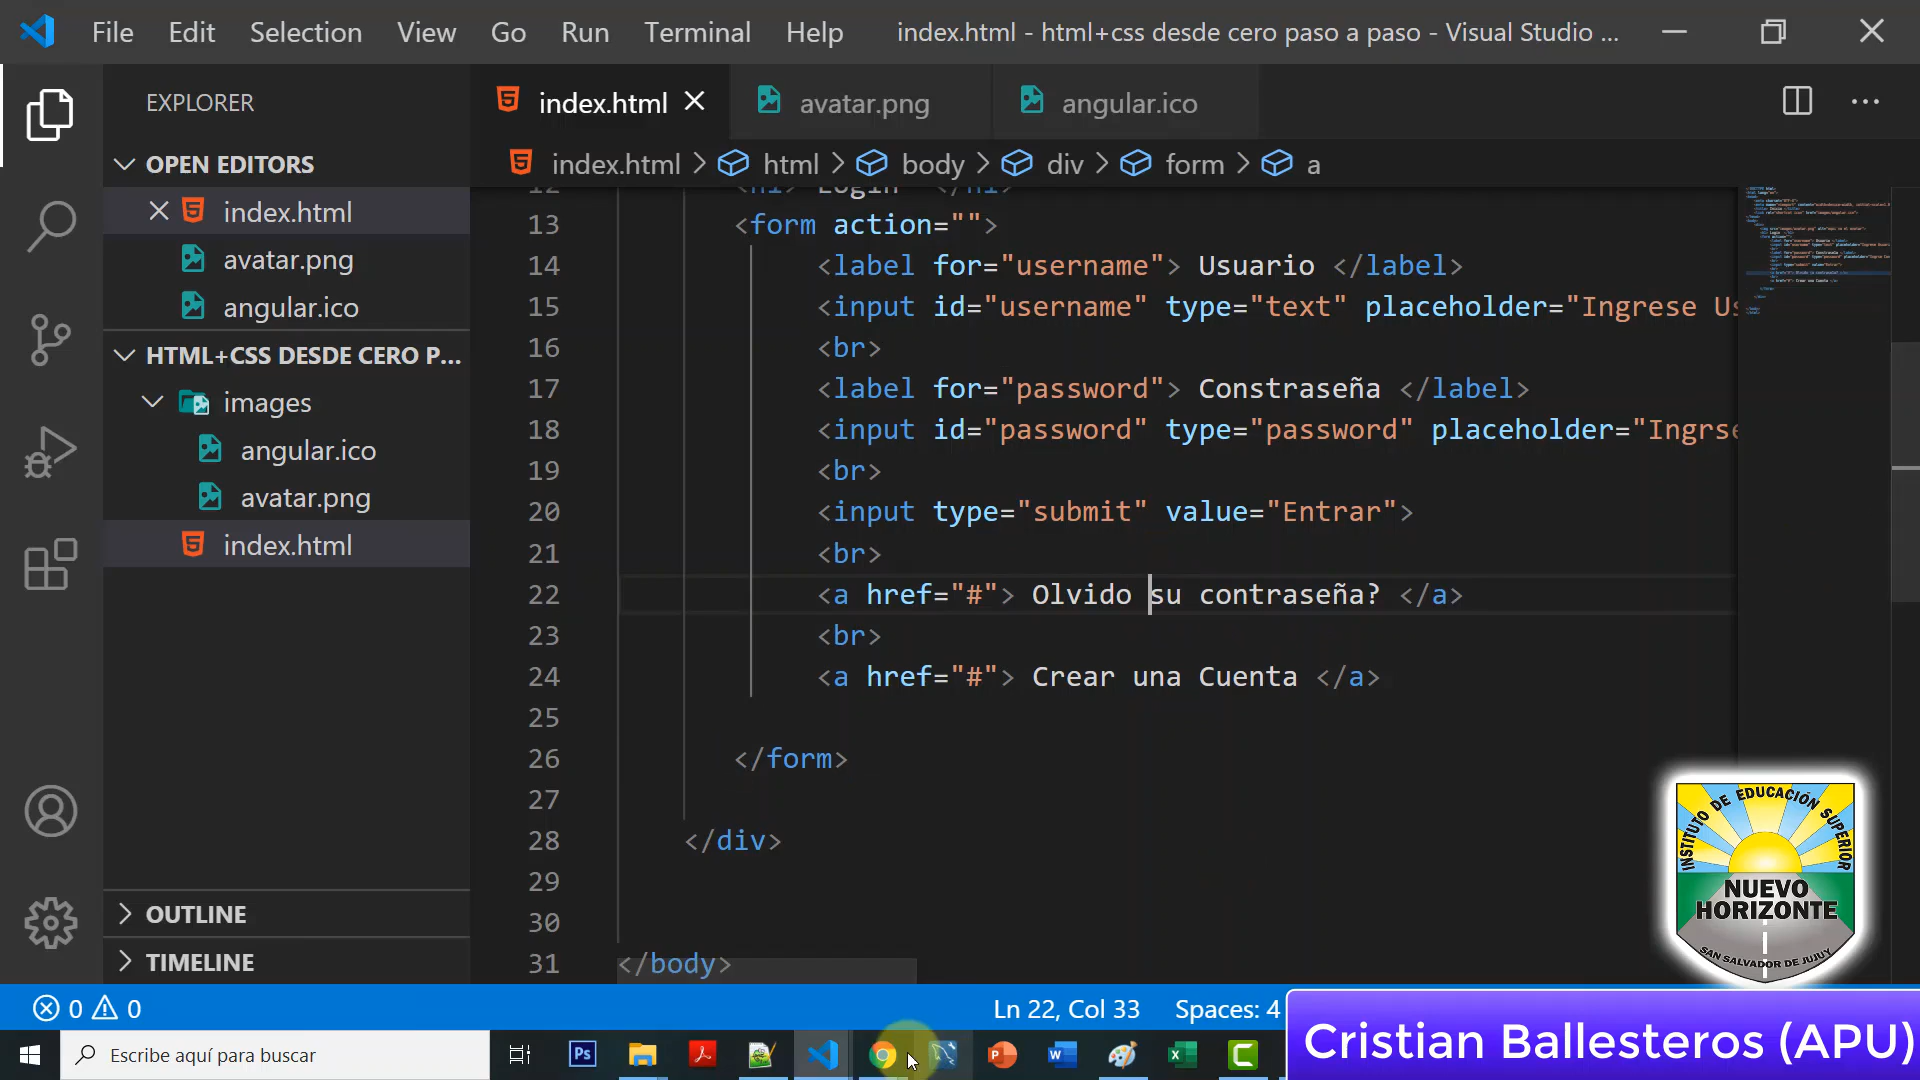 File Edit Selection View Go Run Terminal Help index.html - html+css desde cero paso a paso - Visual Studio ...
EXPLORER
OPEN EDITORS
index.html
avatar.png
angular.ico
HTML+CSS DESDE CERO P...
images
angular.ico
avatar.png
index.html
OUTLINE
TIMELINE
index.html avatar.png angular.ico
index.html > html > body > div > form > a
12 <h1> Login </h1>
13 <form action="">
14 <label for="username"> Usuario </label>
15 <input id="username" type="text" placeholder="Ingrese Us
16 <br>
17 <label for="password"> Constraseña </label>
18 <input id="password" type="password" placeholder="Ingrse
19 <br>
20 <input type="submit" value="Entrar">
21 <br>
22 <a href="#"> Olvido su contraseña? </a>
23 <br>
24 <a href="#"> Crear una Cuenta </a>
25
26 </form>
27
28 </div>
29
30
31 </body>
INSTITUTO DE EDUCACIÓN SUPERIOR
NUEVO
HORIZONTE
SAN SALVADOR DE JUJUY
0 0 Ln 22, Col 33 Spaces: 4
Cristian Ballesteros (APU)
Escribe aquí para buscar
Ps